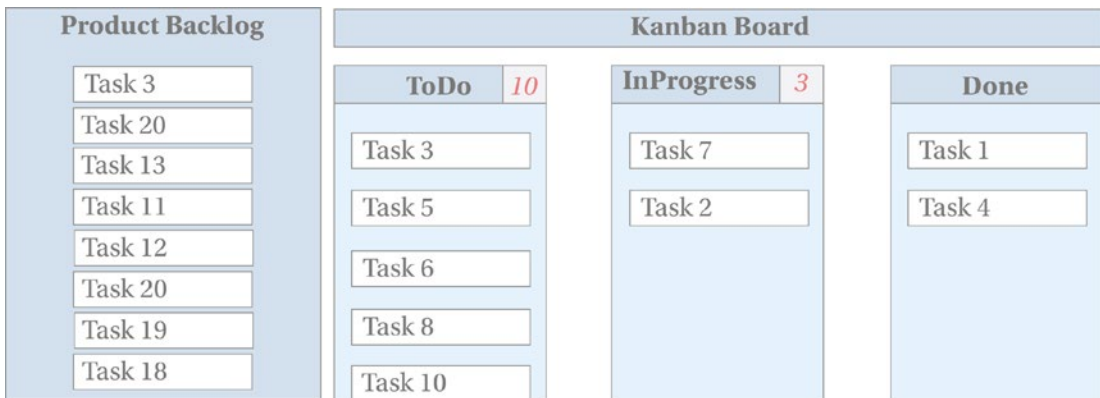 Product Backlog
Task 3
Task 20
Task 13
Task 11
Task 12
Task 20
Task 19
Task 18
Kanban Board
ToDo 10
Task 3
Task 5
Task 6
Task 8
Task 10
InProgress 3
Task 7
Task 2
Done
Task 1
Task 4